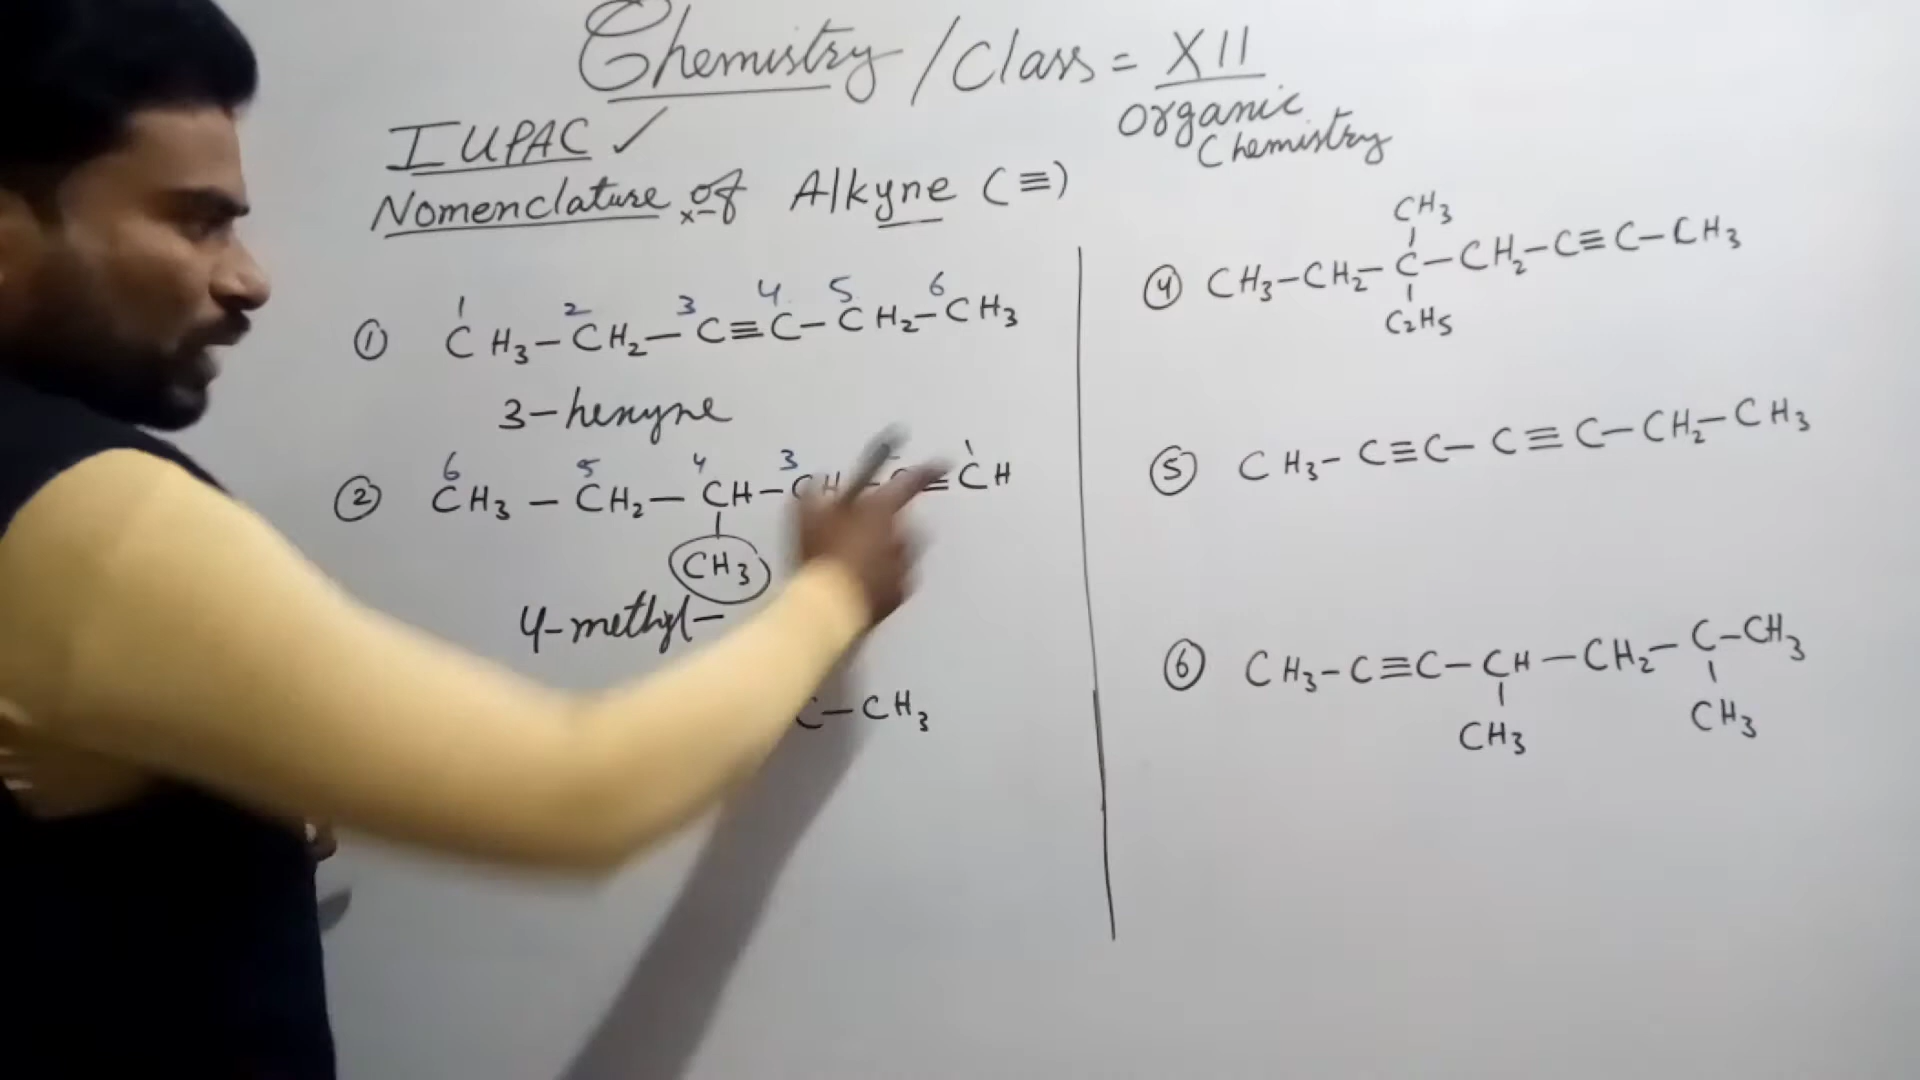 Chemistry / Class = XII
Organic
Chemistry
IUPAC ✓
Nomenclature of Alkyne (≡)
1 2 3 4 5 6
① CH3-CH2-C≡C-CH2-CH3
3-hexyne
6 5 4 3 1
② CH3-CH2-CH-CH ≡CH
CH3
4-methyl-
C-CH3
CH3
④ CH3-CH2-C-CH2-C≡C-CH3
C2H5
⑤ CH3-C≡C-C≡C-CH2-CH3
⑥ CH3-C≡C-CH-CH2-C-CH3
CH3 CH3